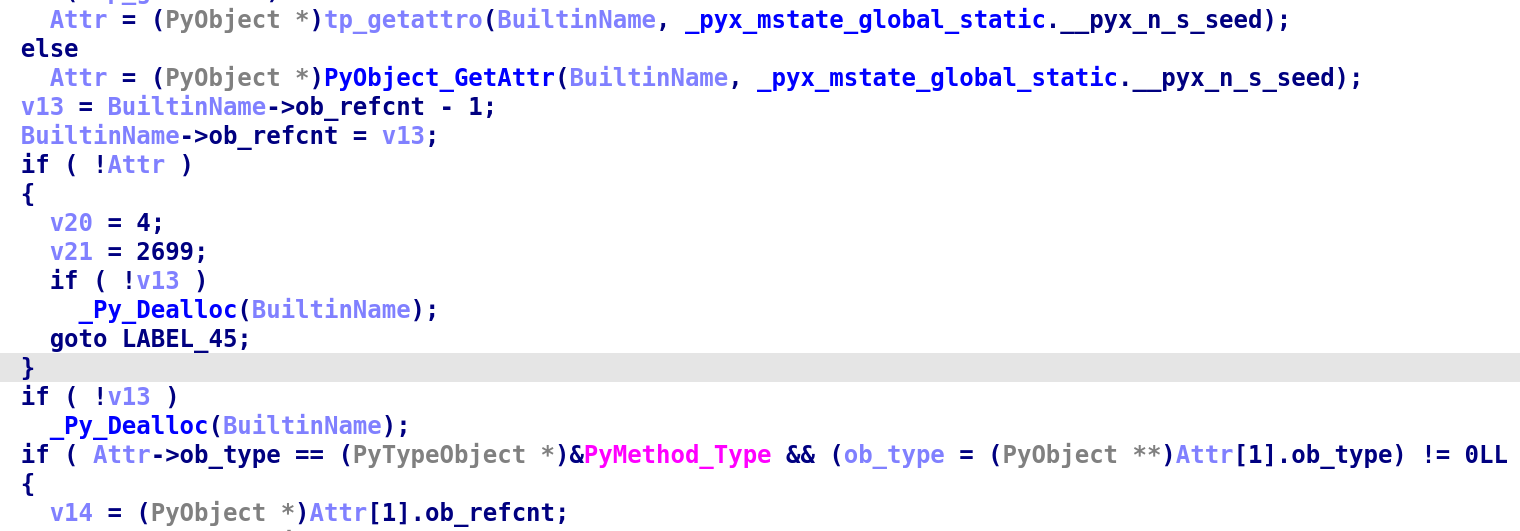 Attr = (PyObject *)tp_getattro(BuiltinName, _pyx_mstate_global_static.__pyx_n_s_seed);
else
Attr = (PyObject *)PyObject_GetAttr(BuiltinName, _pyx_mstate_global_static.__pyx_n_s_seed);
v13 = BuiltinName->ob_refcnt - 1;
BuiltinName->ob_refcnt = v13;
if ( !Attr )
{
v20 = 4;
v21 = 2699;
if ( !v13 )
_Py_Dealloc(BuiltinName);
goto LABEL_45;
}
if ( !v13 )
_Py_Dealloc(BuiltinName);
if ( Attr->ob_type == (PyTypeObject *)&PyMethod_Type && (ob_type = (PyObject **)Attr[1].ob_type) != 0LL
{
v14 = (PyObject *)Attr[1].ob_refcnt;